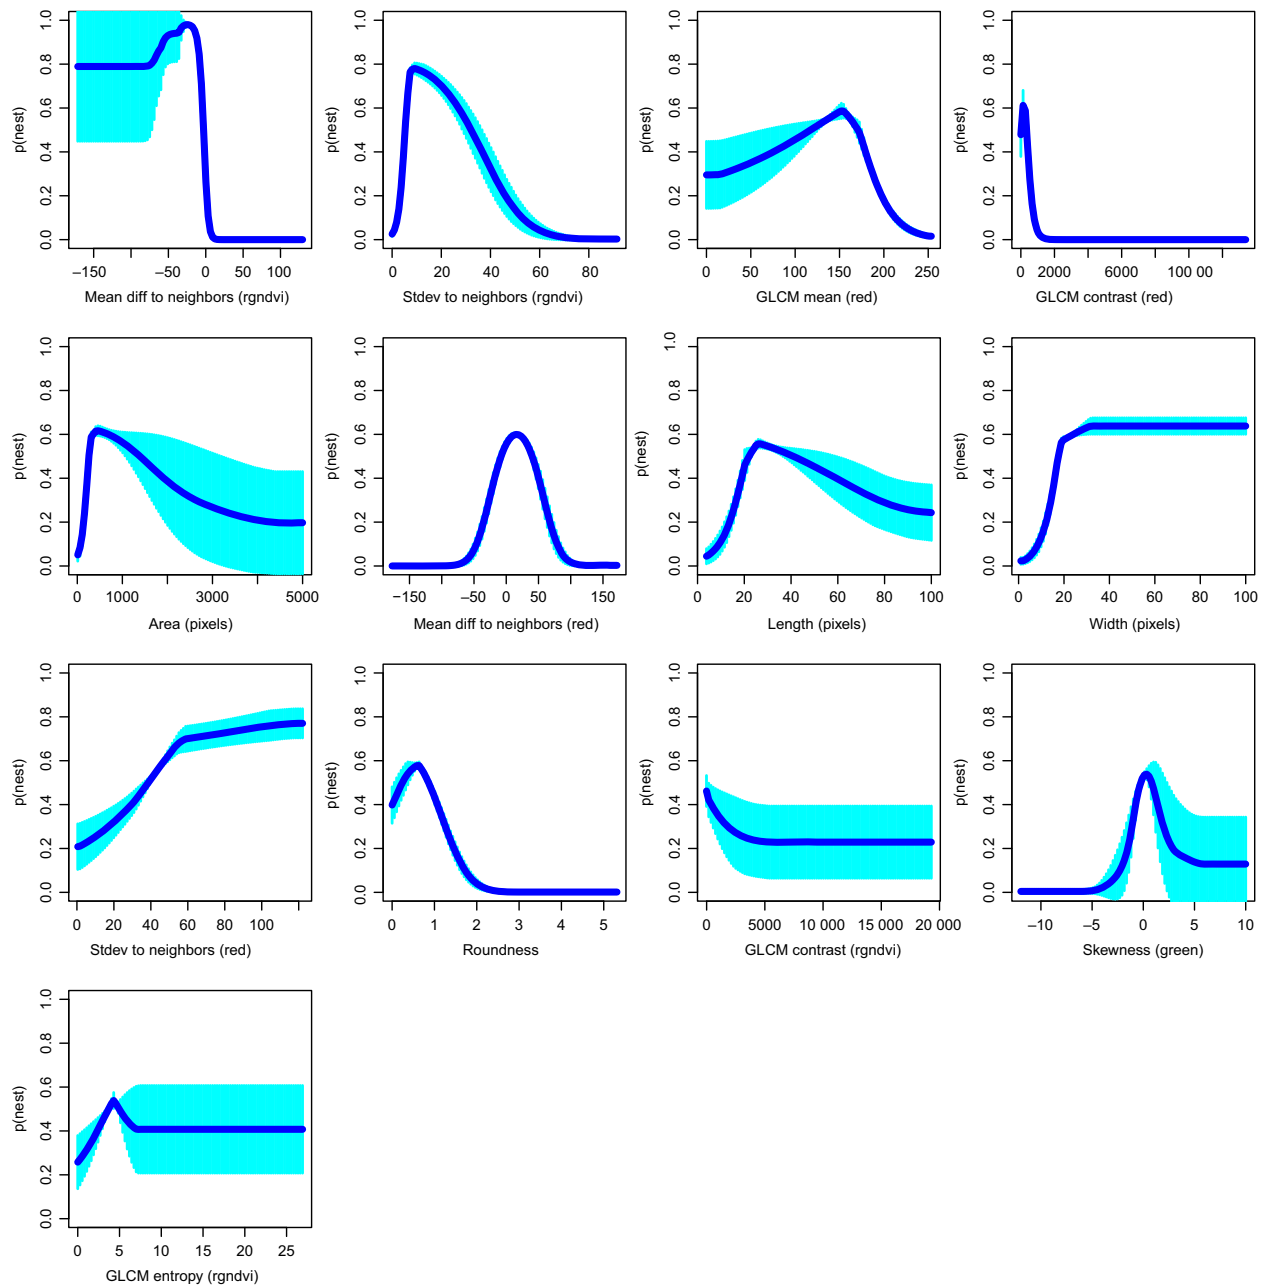 p(nest)
0.0 0.2 0.4 0.6 0.8 1.0
−150 −50 0 50 100
Mean diff to neighbors (rgndvi)
p(nest)
0.0 0.2 0.4 0.6 0.8 1.0
0 20 40 60 80
Stdev to neighbors (rgndvi)
p(nest)
0.0 0.2 0.4 0.6 0.8 1.0
0 50 100 150 200 250
GLCM mean (red)
p(nest)
0.0 0.2 0.4 0.6 0.8 1.0
0 2000 6000 100 00
GLCM contrast (red)
p(nest)
0.0 0.2 0.4 0.6 0.8 1.0
0 1000 3000 5000
Area (pixels)
p(nest)
0.0 0.2 0.4 0.6 0.8 1.0
−150 −50 0 50 150
Mean diff to neighbors (red)
p(nest)
0.0 0.2 0.4 0.6 0.8 1.0
0 20 40 60 80 100
Length (pixels)
p(nest)
0.0 0.2 0.4 0.6 0.8 1.0
0 20 40 60 80 100
Width (pixels)
p(nest)
0.0 0.2 0.4 0.6 0.8 1.0
0 20 40 60 80 100
Stdev to neighbors (red)
p(nest)
0.0 0.2 0.4 0.6 0.8 1.0
0 1 2 3 4 5
Roundness
p(nest)
0.0 0.2 0.4 0.6 0.8 1.0
0 5000 10 000 15 000 20 000
GLCM contrast (rgndvi)
p(nest)
0.0 0.2 0.4 0.6 0.8 1.0
−10 −5 0 5 10
Skewness (green)
p(nest)
0.0 0.2 0.4 0.6 0.8 1.0
0 5 10 15 20 25
GLCM entropy (rgndvi)